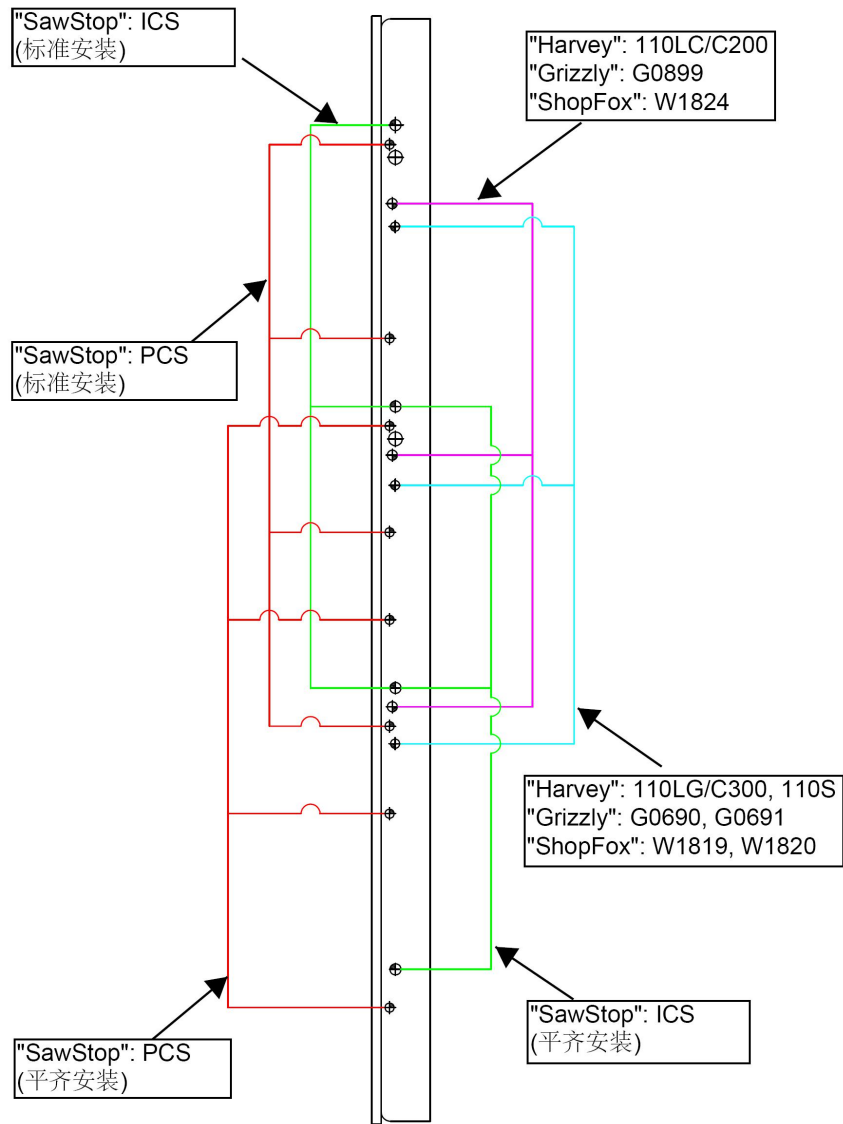 "SawStop": ICS
(标准安装)
"Harvey": 110LC/C200
"Grizzly": G0899
"ShopFox": W1824
"SawStop": PCS
(标准安装)
"Harvey": 110LG/C300, 110S
"Grizzly": G0690, G0691
"ShopFox": W1819, W1820
"SawStop": PCS
(平齐安装)
"SawStop": ICS
(平齐安装)